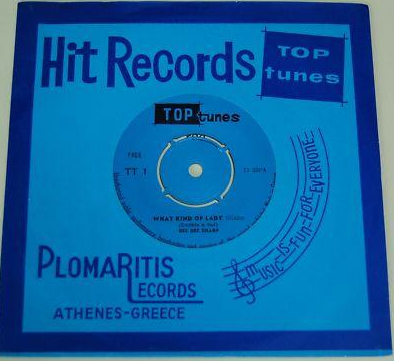 Hit Records
TOP
tunes
TOP tunes
TT 1
WHAT KIND OF LADY
DEE DEE SHARP
MUSIC-IS-FUN-FOR-EVERYONE
PLOMARITIS
RECORDS
ATHENES-GREECE